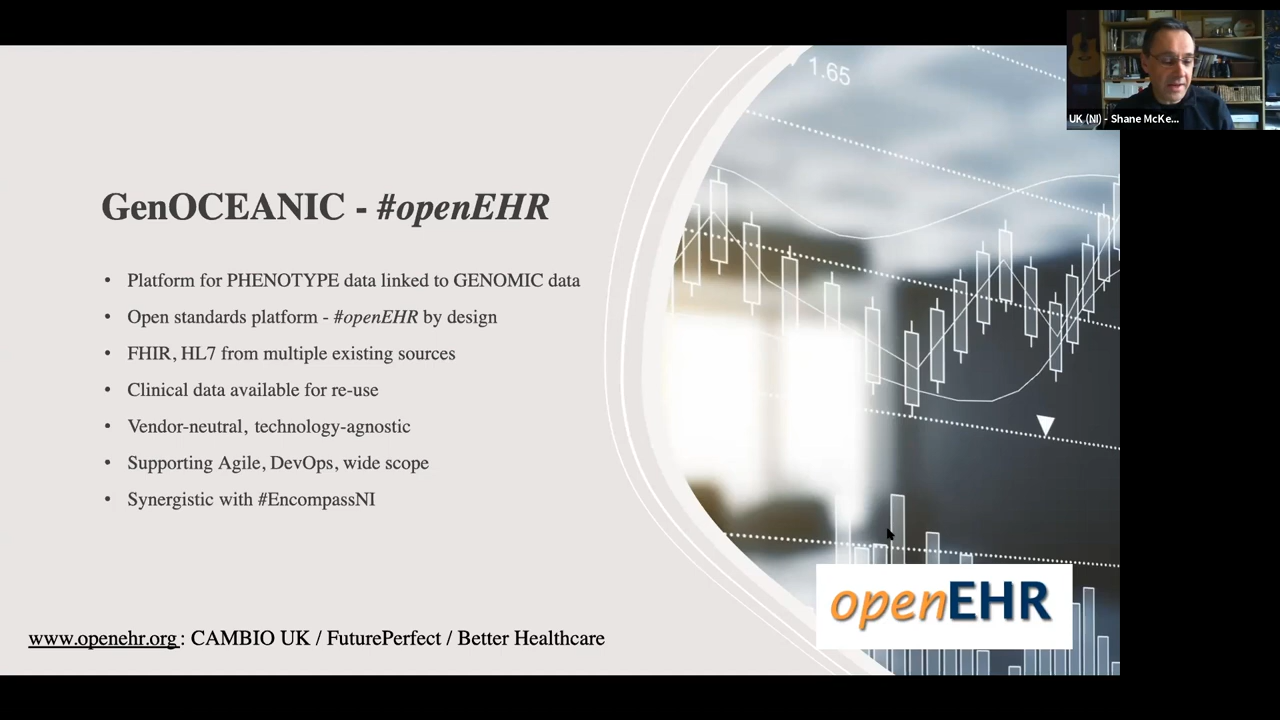 1.65
UK (NI) - Shane McKe...
GenOCEANIC - #openEHR
• Platform for PHENOTYPE data linked to GENOMIC data
• Open standards platform - #openEHR by design
• FHIR, HL7 from multiple existing sources
• Clinical data available for re-use
• Vendor-neutral, technology-agnostic
• Supporting Agile, DevOps, wide scope
• Synergistic with #EncompassNI
openEHR
www.openehr.org : CAMBIO UK / FuturePerfect / Better Healthcare